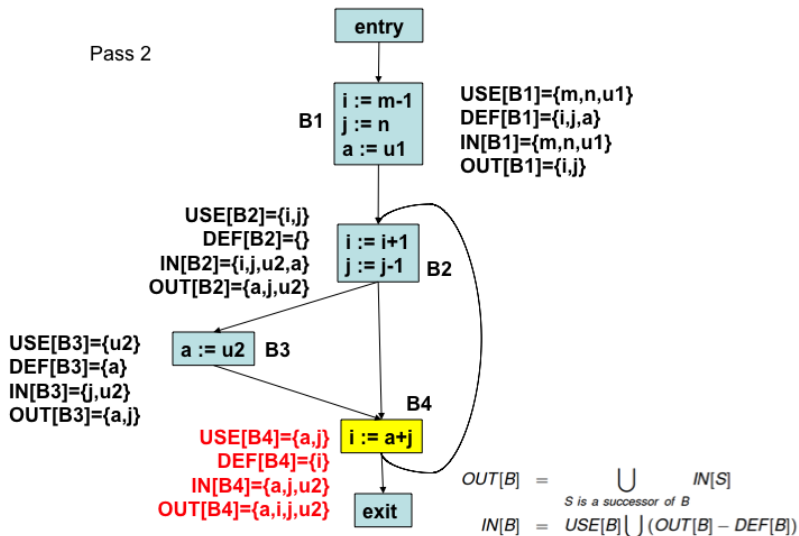 entry
Pass 2
B1
i := m-1
j := n
a := u1
USE[B1]={m,n,u1}
DEF[B1]={i,j,a}
IN[B1]={m,n,u1}
OUT[B1]={i,j}
USE[B2]={i,j}
DEF[B2]={}
IN[B2]={i,j,u2,a}
OUT[B2]={a,j,u2}
i := i+1
j := j-1
B2
USE[B3]={u2}
DEF[B3]={a}
IN[B3]={j,u2}
OUT[B3]={a,j}
a := u2
B3
B4
i := a+j
USE[B4]={a,j}
DEF[B4]={i}
IN[B4]={a,j,u2}
OUT[B4]={a,i,j,u2}
exit
OUT[B] = ⋃ IN[S]
S is a successor of B
IN[B] = USE[B]⋃(OUT[B] − DEF[B])